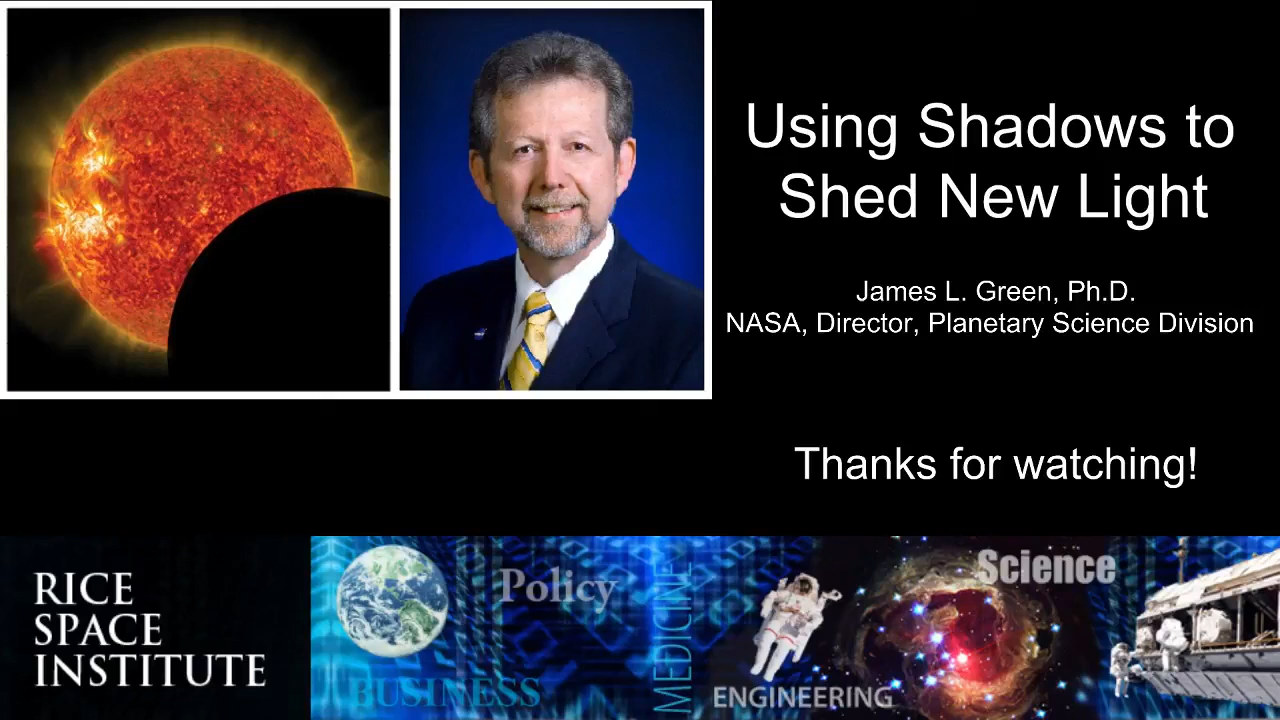 Using Shadows to
Shed New Light
James L. Green, Ph.D.
NASA, Director, Planetary Science Division
Thanks for watching!
RICE
SPACE
INSTITUTE
Policy
BUSINESS
MEDICINE
ENGINEERING
Science